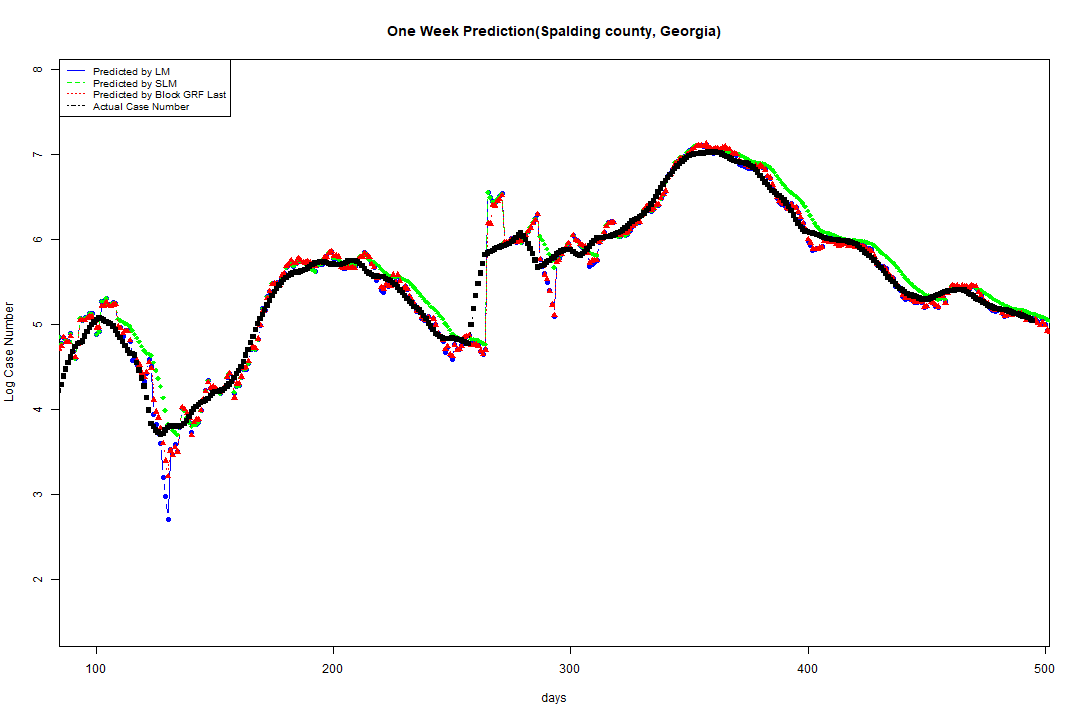 One Week Prediction(Spalding county, Georgia)
Predicted by LM
Predicted by SLM
Predicted by Block GRF Last
Actual Case Number
8
7
6
5
4
3
2
Log Case Number
100 200 300 400 500
days